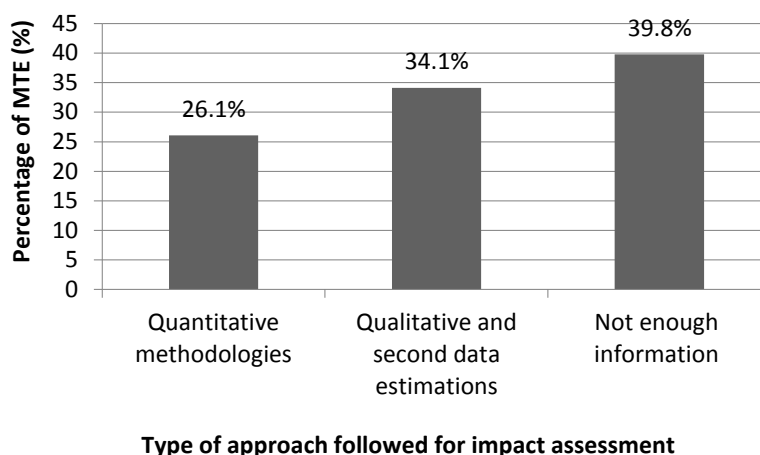 Percentage of MTE (%)
45
40
35
30
25
20
15
10
5
0
26.1%
34.1%
39.8%
Quantitative
methodologies
Qualitative and
second data
estimations
Not enough
information
Type of approach followed for impact assessment